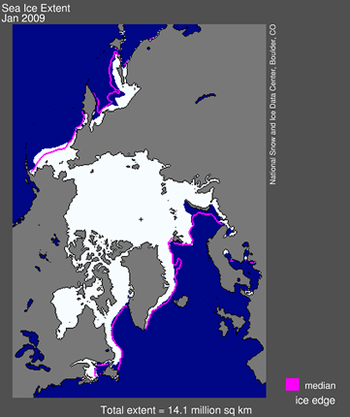 Sea Ice Extent
Jan 2009
National Snow and Ice Data Center, Boulder, CO
median
ice edge
Total extent = 14.1 million sq km